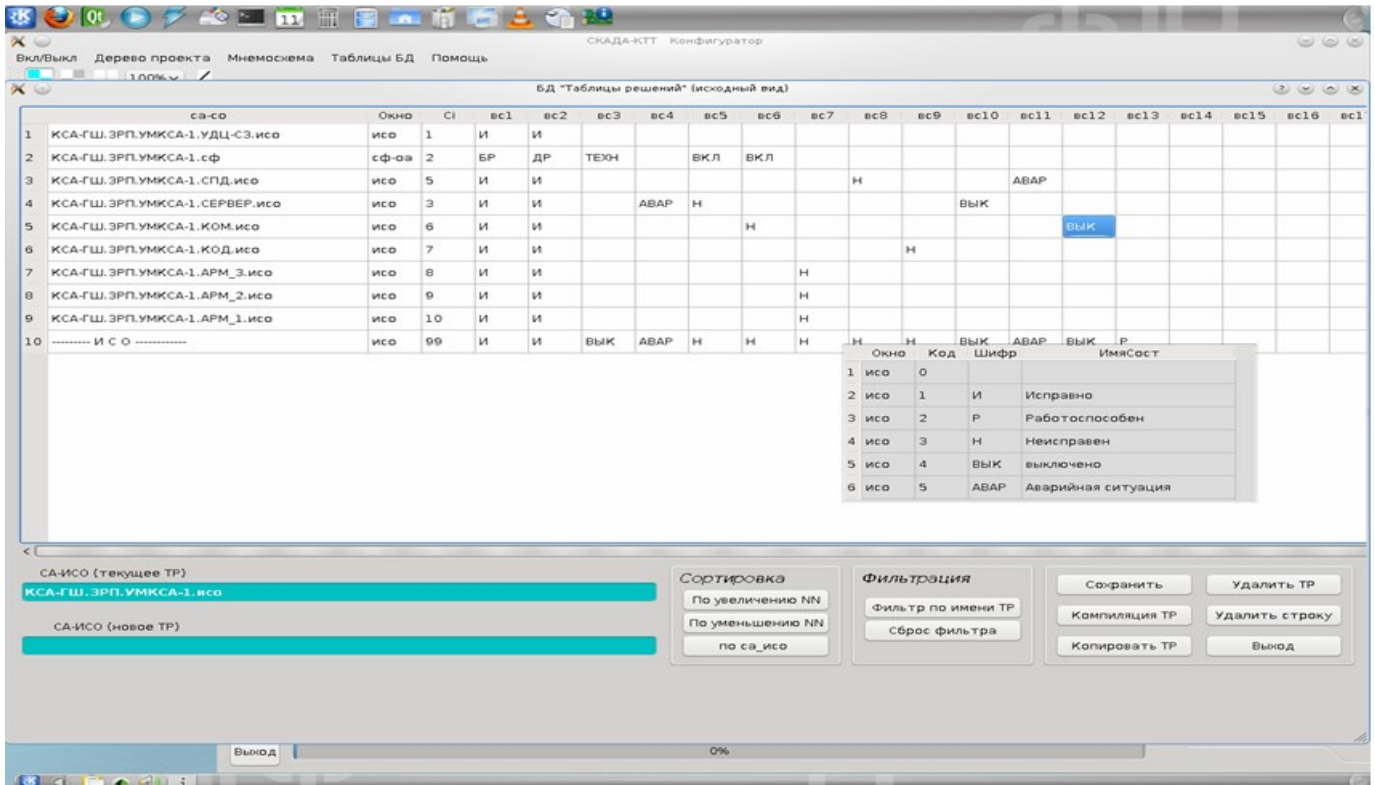 11
СКАДА-КТТ Конфигуратор
Вкл/Выкл Дерево проекта Мнемосхема Таблицы БД Помощь
100%
БД "Таблицы решений" (исходный вид)
са-со Окно Ci вс1 вс2 вс3 вс4 вс5 вс6 вс7 вс8 вс9 вс10 вс11 вс12 вс13 вс14 вс15 вс16
1 КСА-ГШ.ЗРП.УМКСА-1.УДЦ-СЗ.исо исо 1 И И
2 КСА-ГШ.ЗРП.УМКСА-1.сф сф-оа 2 БР ДР ТЕХН ВКЛ ВКЛ
3 КСА-ГШ.ЗРП.УМКСА-1.СПД.исо исо 5 И И Н АВАР
4 КСА-ГШ.ЗРП.УМКСА-1.СЕРВЕР.исо исо 3 И И АВАР Н ВЫК
5 КСА-ГШ.ЗРП.УМКСА-1.КОМ.исо исо 6 И И Н ВЫК
6 КСА-ГШ.ЗРП.УМКСА-1.КОД.исо исо 7 И И Н
7 КСА-ГШ.ЗРП.УМКСА-1.АРМ_3.исо исо 8 И И Н
8 КСА-ГШ.ЗРП.УМКСА-1.АРМ_2.исо исо 9 И И Н
9 КСА-ГШ.ЗРП.УМКСА-1.АРМ_1.исо исо 10 И И Н
10 --------- И С О ------------ исо 99 И И ВЫК АВАР Н Н Н Н Н ВЫК АВАР ВЫК Р
Окно Код Шифр ИмяСост
1 исо 0
2 исо 1 И Исправно
3 исо 2 Р Работоспособен
4 исо 3 Н Неисправен
5 исо 4 ВЫК выключено
6 исо 5 АВАР Аварийная ситуация
СА-ИСО (текущее ТР)
КСА-ГШ.ЗРП.УМКСА-1.исо
СА-ИСО (новое ТР)
Сортировка
По увеличению NN
По уменьшению NN
по са_исо
Фильтрация
Фильтр по имени ТР
Сброс фильтра
Сохранить Удалить ТР
Компиляция ТР Удалить строку
Копировать ТР Выход
Выход 0%